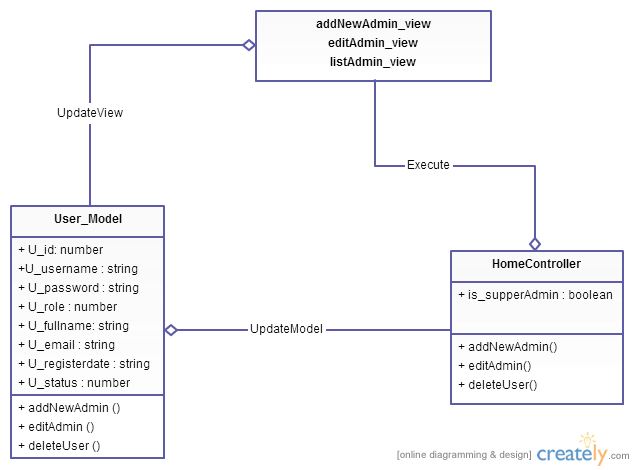 addNewAdmin_view
editAdmin_view
listAdmin_view
UpdateView
Execute
User_Model
+ U_id: number
+U_username : string
+ U_password : string
+ U_role : number
+ U_fullname: string
+ U_email : string
+ U_registerdate : string
+ U_status : number
+ addNewAdmin ()
+ editAdmin ()
+ deleteUser ()
UpdateModel
HomeController
+ is_supperAdmin : boolean
+ addNewAdmin()
+ editAdmin()
+ deleteUser()
[online diagramming & design] creately.com